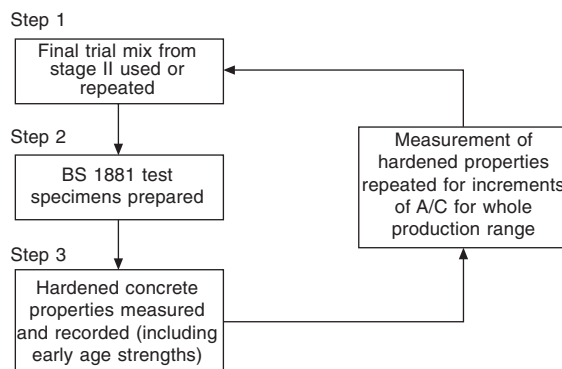 Step 1
Final trial mix from
stage II used or
repeated
Step 2
BS 1881 test
specimens prepared
Step 3
Hardened concrete
properties measured
and recorded (including
early age strengths)
Measurement of
hardened properties
repeated for increments
of A/C for whole
production range